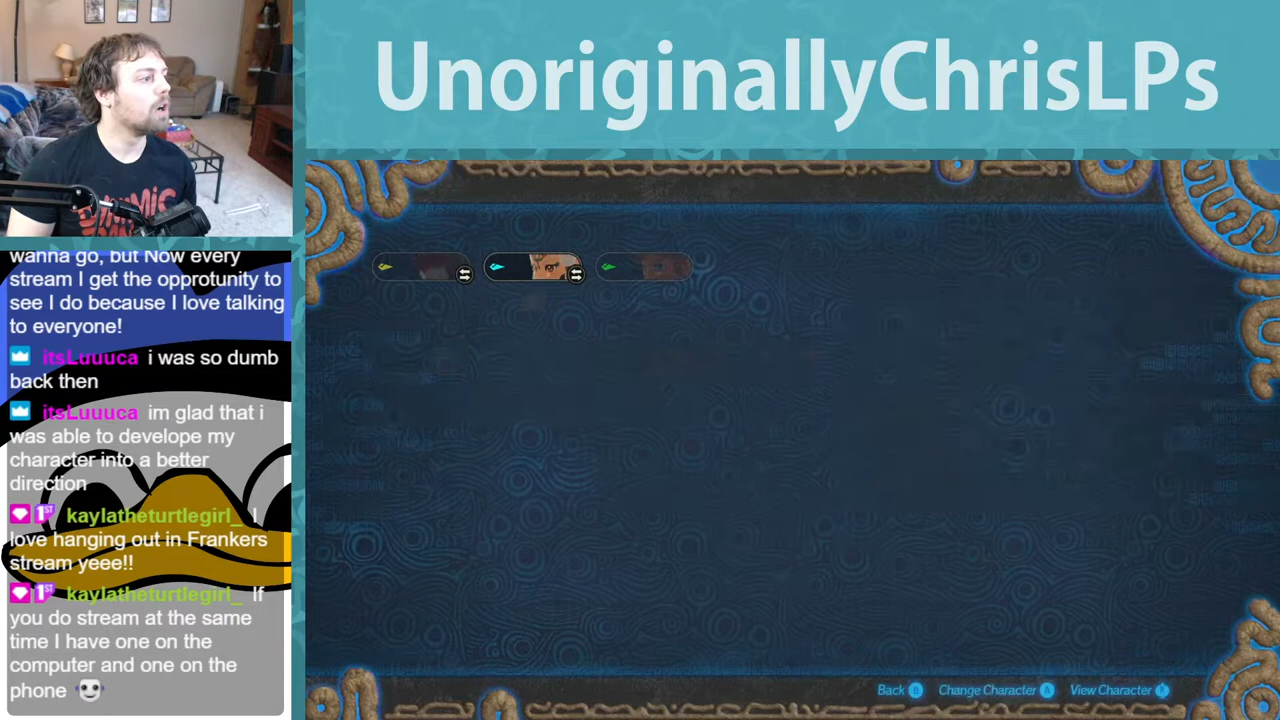 UnoriginallyChrisLPs
wanna go, but Now every
stream I get the opprotunity to
see I do because I love talking
to everyone!
itsLuuuca i was so dumb
back then
itsLuuuca im glad that i
was able to develope my
character into a better
direction
1ST kaylatheturtlegirl_ I
love hanging out in Frankers
stream yeee!!
1ST kaylatheturtlegirl_ If
you do stream at the same
time I have one on the
computer and one on the
phone
Back B Change Character A View Character